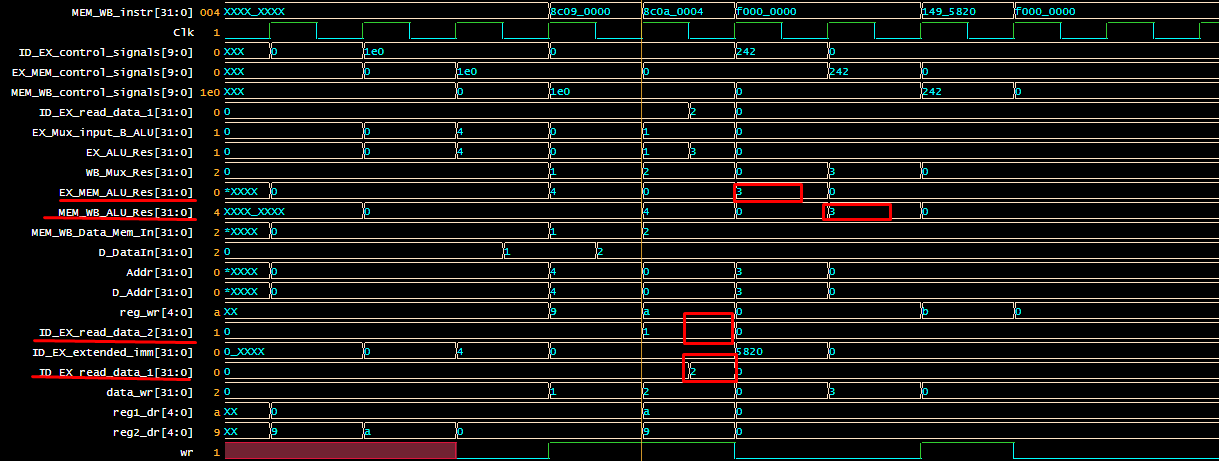 MEM_WB_instr[31:0] 004 XXXX_XXXX 8c09_0000 8c0a_0004 f000_0000 149_5820 f000_0000
Clk 1
ID_EX_control_signals[9:0] 0 XXX 0 1e0 0 242 0
EX_MEM_control_signals[9:0] 0 XXX 0 1e0 0 242 0
MEM_WB_control_signals[9:0] 1e0 XXX 0 1e0 0 242 0
ID_EX_read_data_1[31:0] 0 0 2 0
EX_Mux_input_B_ALU[31:0] 1 0 0 4 0 1 0
EX_ALU_Res[31:0] 1 0 0 4 0 1 3 0
WB_Mux_Res[31:0] 2 0 1 2 0 3 0
EX_MEM_ALU_Res[31:0] 0 *XXXX 0 4 0 3 0
MEM_WB_ALU_Res[31:0] 4 XXXX_XXXX 0 4 0 3 0
MEM_WB_Data_Mem_In[31:0] 2 *XXXX 0 1 2
D_DataIn[31:0] 2 0 1 2
Addr[31:0] 0 *XXXX 0 4 0 3 0
D_Addr[31:0] 0 *XXXX 0 4 0 3 0
reg_wr[4:0] a XX 9 a 0 b 0
ID_EX_read_data_2[31:0] 1 0 1 0
ID_EX_extended_imm[31:0] 0 0_XXXX 0 4 0 5820 0
ID_EX_read_data_1[31:0] 0 0 2 0
data_wr[31:0] 2 0 1 2 0 3 0
reg1_dr[4:0] a XX 0 a 0
reg2_dr[4:0] 9 XX 9 a 0 9 0
wr 1